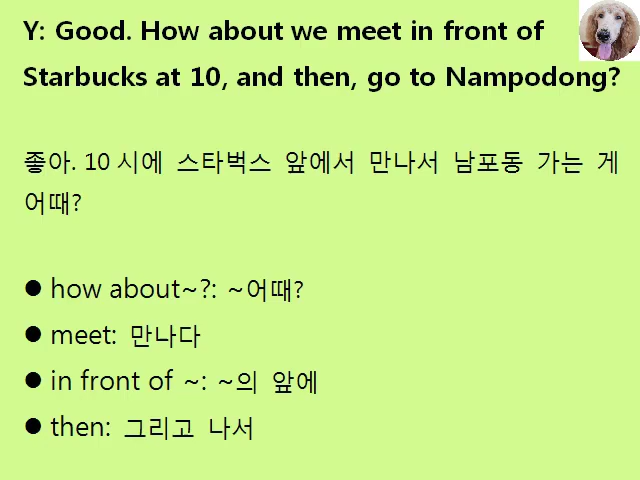 Y: Good. How about we meet in front of
Starbucks at 10, and then, go to Nampodong?
좋아. 10시에 스타벅스 앞에서 만나서 남포동 가는 게
어때?
● how about~?: ~어때?
● meet: 만나다
● in front of ~: ~의 앞에
● then: 그리고 나서